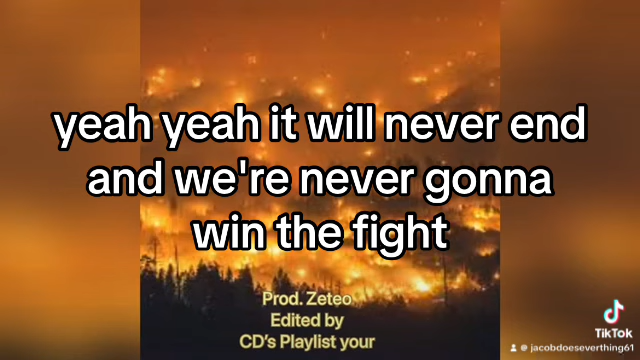 yeah yeah it will never end
and we're never gonna
win the fight
Prod. Zeteo
Edited by
CD's Playlist your
TikTok
@ jacobdoeseverthing61